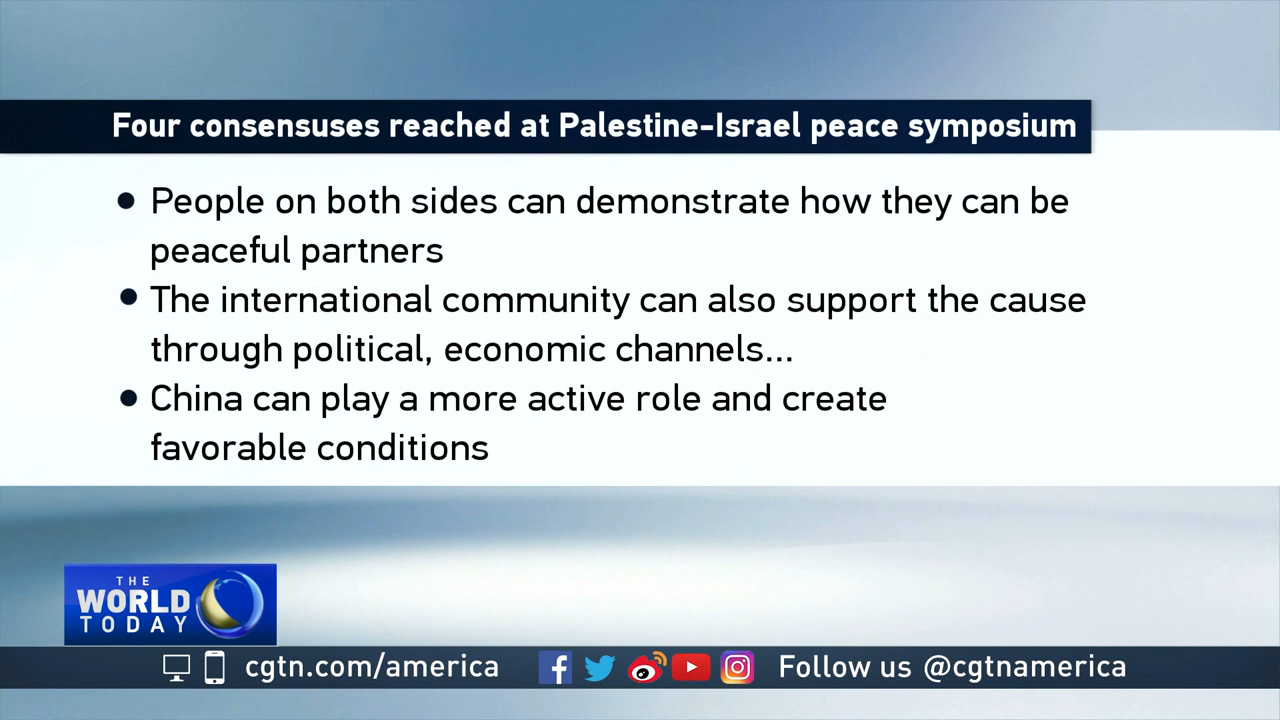 Four consensuses reached at Palestine-Israel peace symposium
People on both sides can demonstrate how they can be
peaceful partners
The international community can also support the cause
through political, economic channels...
China can play a more active role and create
favorable conditions
THE
WORLD
TODAY
cgtn.com/america
Follow us @cgtnamerica